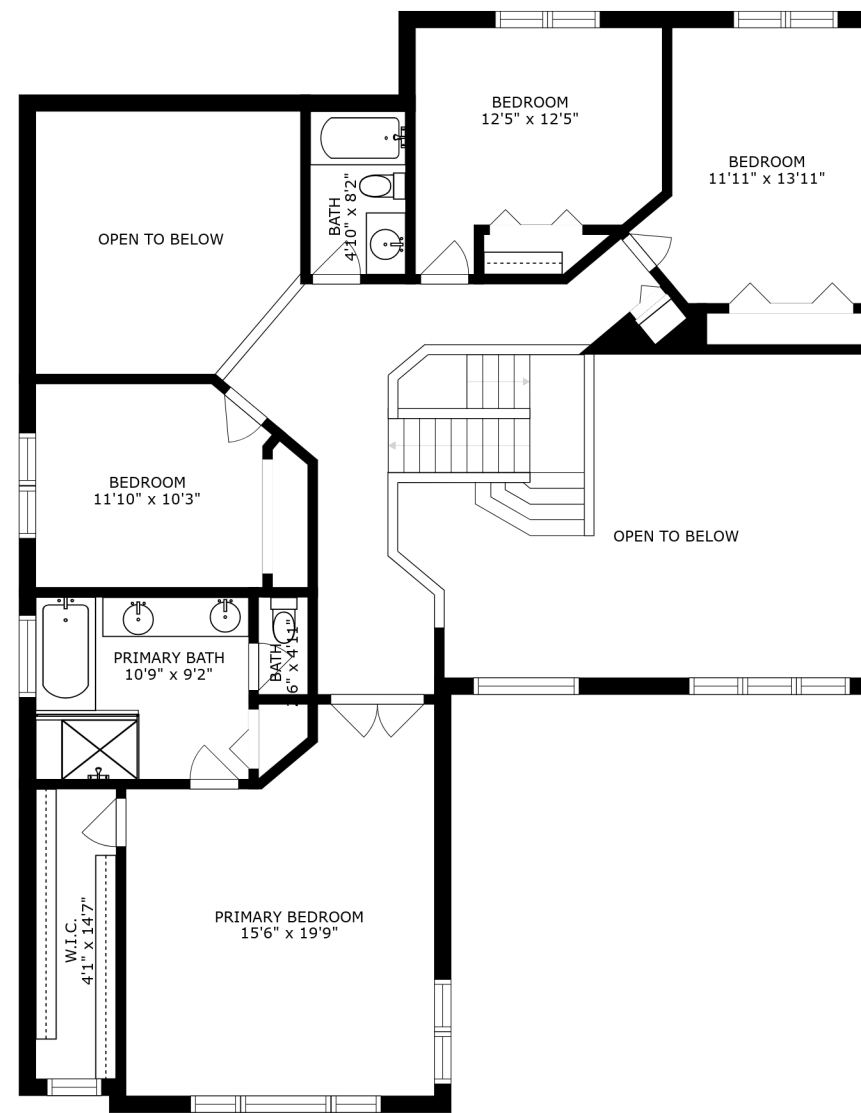 BEDROOM
12'5" x 12'5"
BEDROOM
11'11" x 13'11"
BATH
4'10" x 8'2"
OPEN TO BELOW
BEDROOM
11'10" x 10'3"
OPEN TO BELOW
PRIMARY BATH
10'9" x 9'2"
BATH
x 4'11"
PRIMARY BEDROOM
15'6" x 19'9"
W.I.C.
4'1" x 14'7"